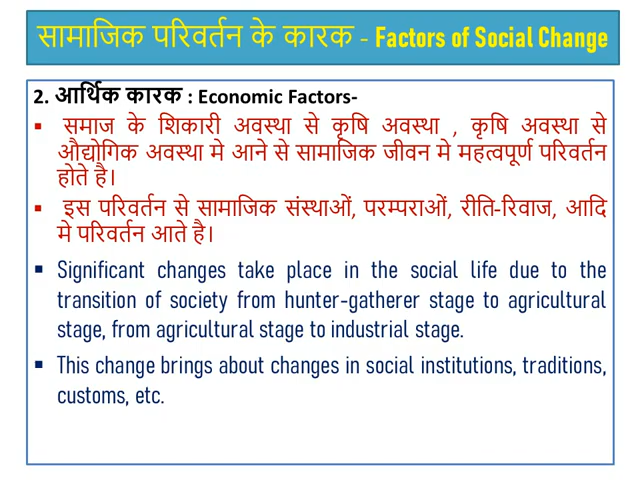 सामाजिक परिवर्तन के कारक - Factors of Social Change
2. आर्थिक कारक : Economic Factors-
▪ समाज के शिकारी अवस्था से कृषि अवस्था , कृषि अवस्था से
औद्योगिक अवस्था मे आने से सामाजिक जीवन मे महत्वपूर्ण परिवर्तन
होते है।
▪ इस परिवर्तन से सामाजिक संस्थाओं, परम्पराओं, रीति-रिवाज, आदि
मे परिवर्तन आते है।
▪ Significant changes take place in the social life due to the
transition of society from hunter-gatherer stage to agricultural
stage, from agricultural stage to industrial stage.
▪ This change brings about changes in social institutions, traditions,
customs, etc.